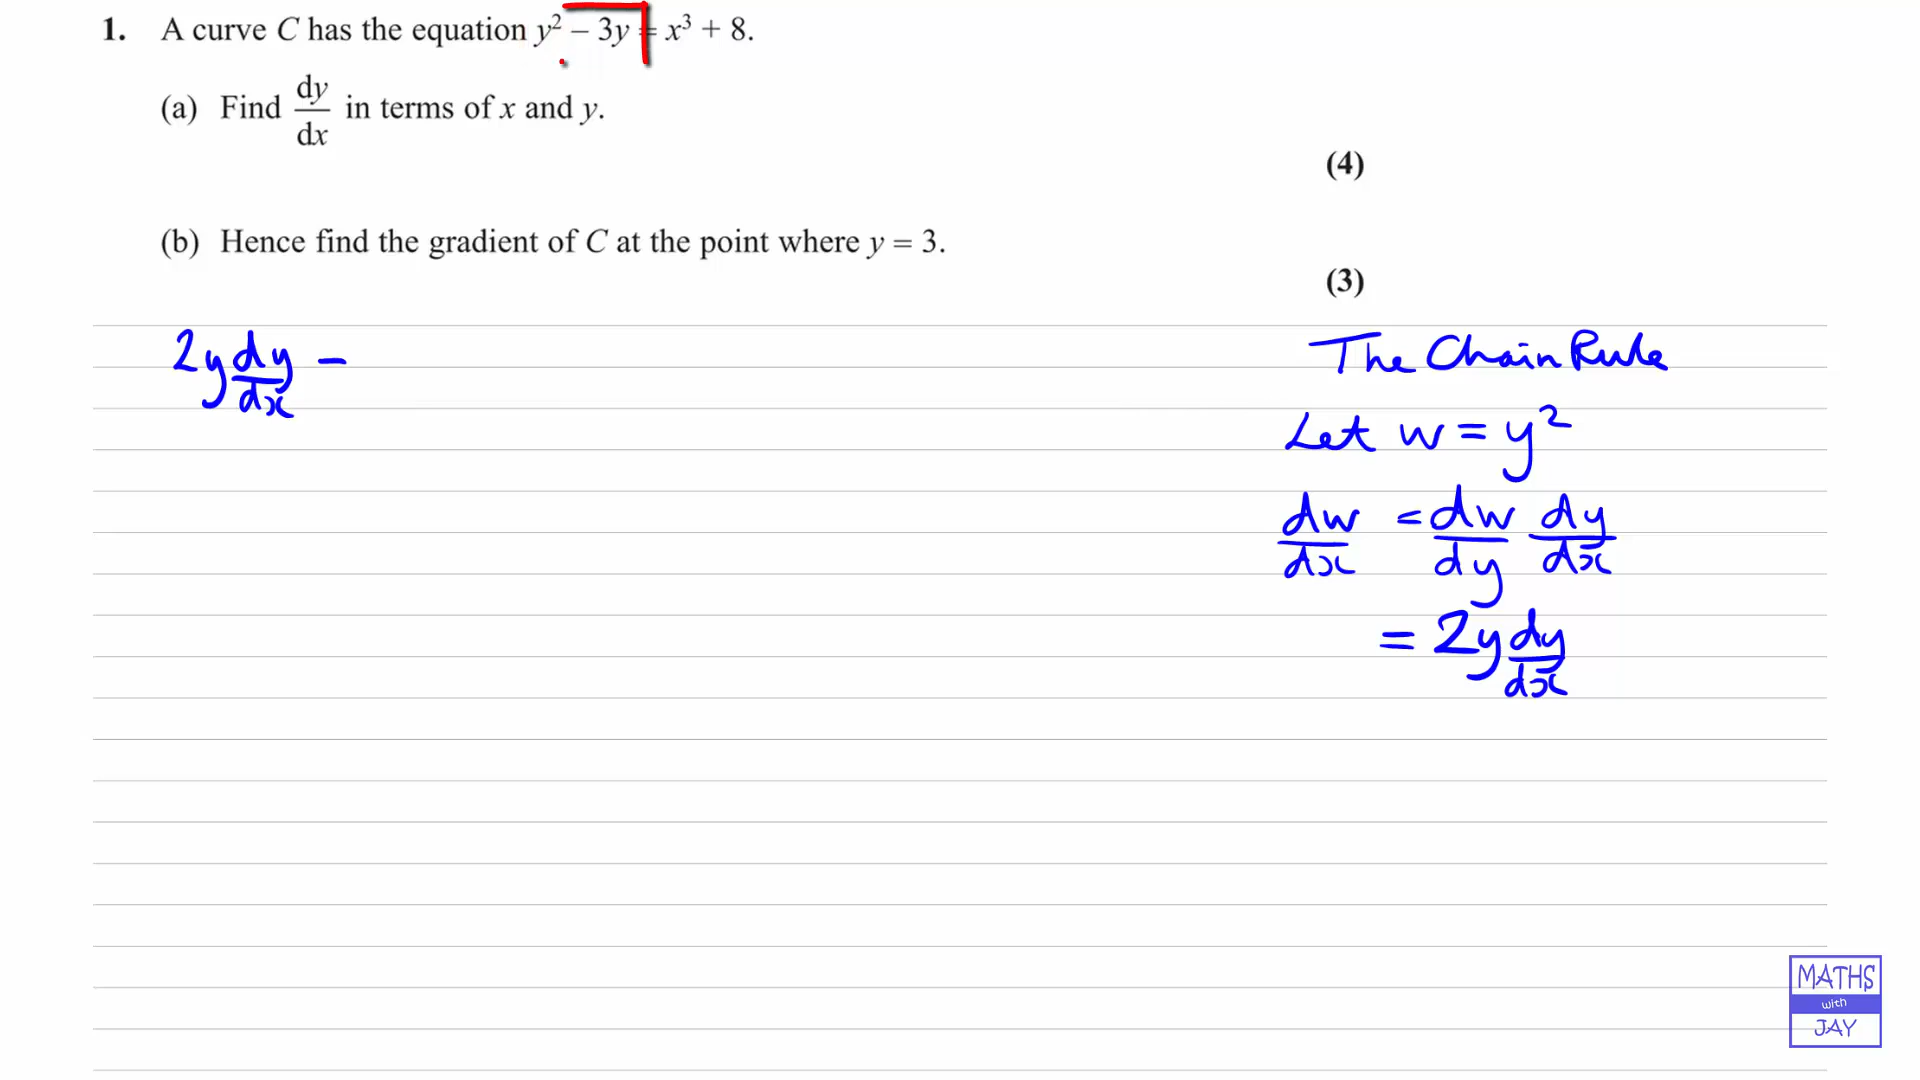 1. A curve C has the equation y² – 3y = x³ + 8.
(a) Find dy/dx in terms of x and y.
(4)
(b) Hence find the gradient of C at the point where y = 3.
(3)
2y dy/dx –
The Chain Rule
Let w = y²
dw/dx = dw/dy dy/dx
= 2y dy/dx
MATHS
with
JAY